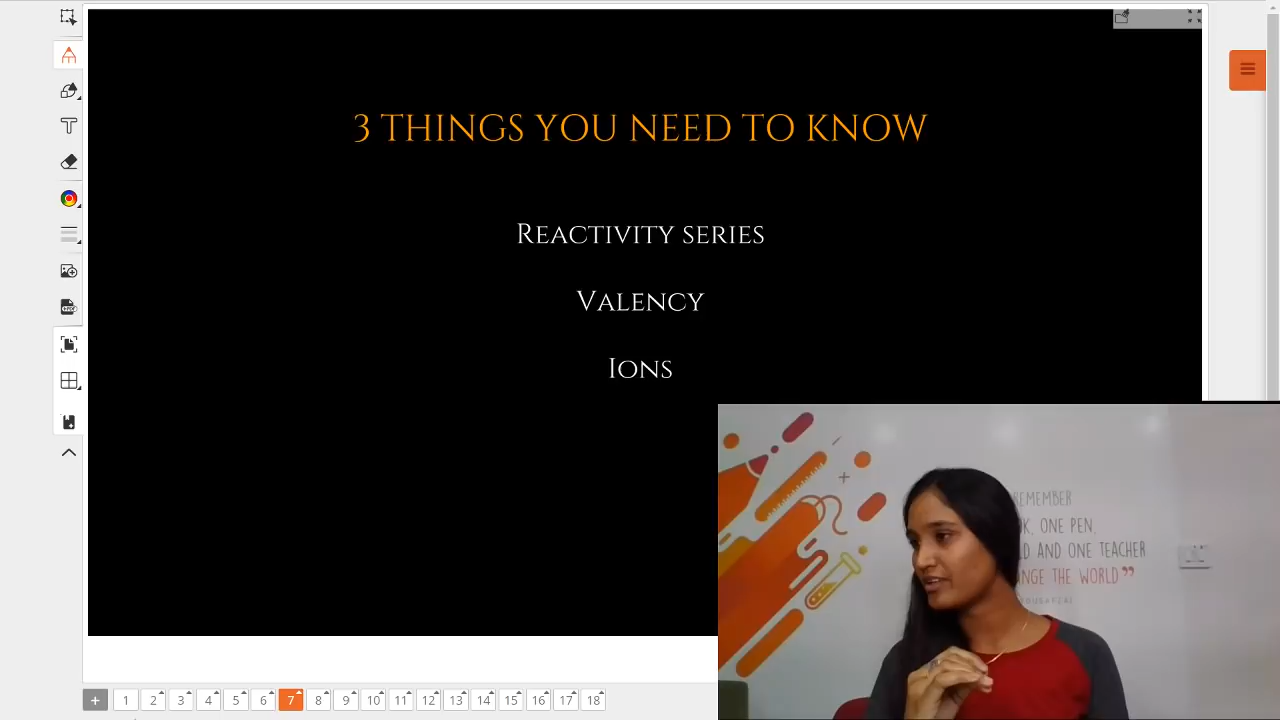 3 THINGS YOU NEED TO KNOW
REACTIVITY SERIES
VALENCY
IONS
REMEMBER
ONE PEN,
AND ONE TEACHER
THE WORLD”
+ 1 2 3 4 5 6 7 8 9 10 11 12 13 14 15 16 17 18